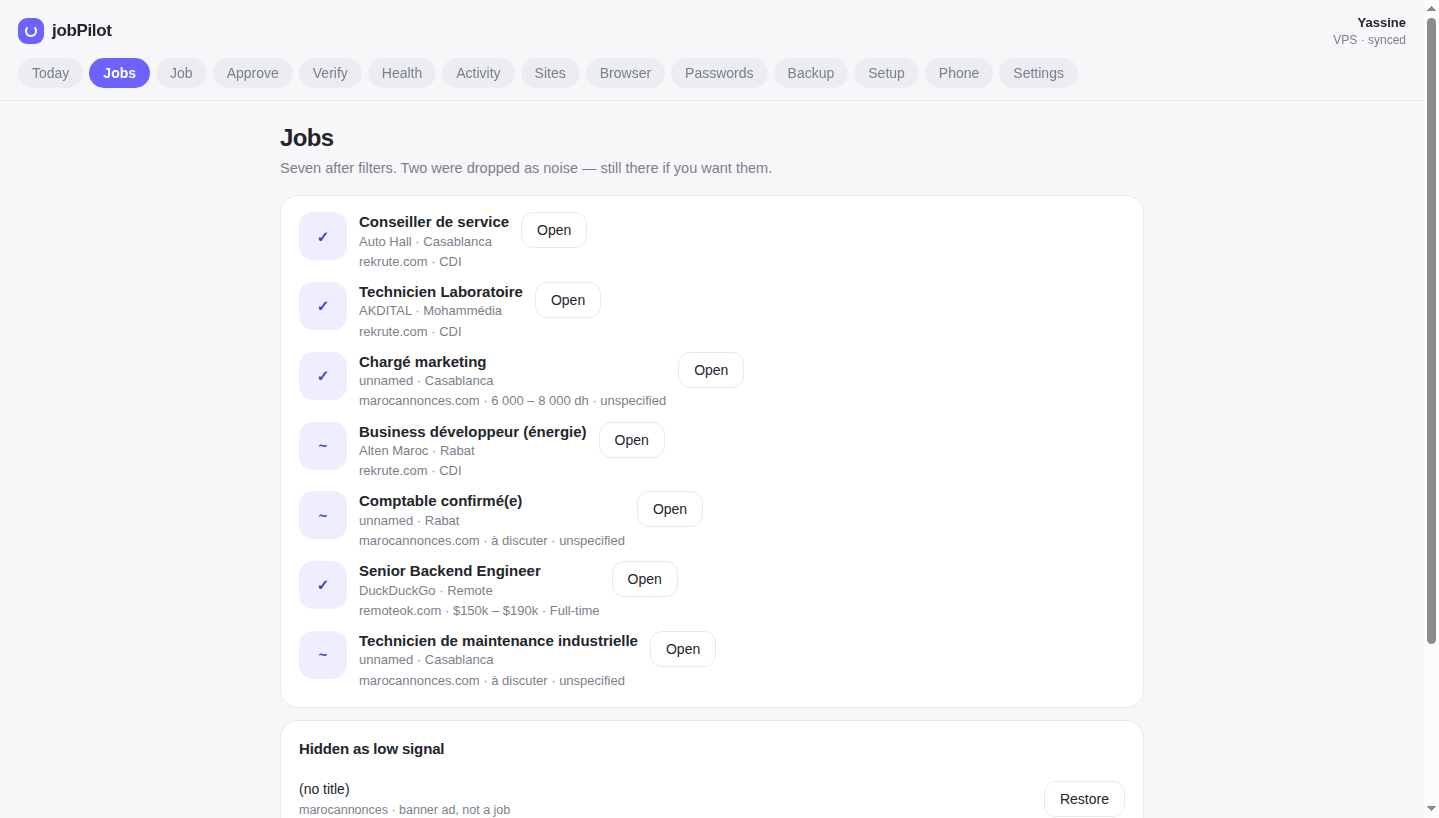 jobPilot
Yassine
VPS · synced
Today
Jobs
Job
Approve
Verify
Health
Activity
Sites
Browser
Passwords
Backup
Setup
Phone
Settings
Jobs
Seven after filters. Two were dropped as noise — still there if you want them.
✓
Conseiller de service
Auto Hall · Casablanca
rekrute.com · CDI
Open
✓
Technicien Laboratoire
AKDITAL · Mohammédia
rekrute.com · CDI
Open
✓
Chargé marketing
unnamed · Casablanca
marocannonces.com · 6 000 – 8 000 dh · unspecified
Open
~
Business développeur (énergie)
Alten Maroc · Rabat
rekrute.com · CDI
Open
~
Comptable confirmé(e)
unnamed · Rabat
marocannonces.com · à discuter · unspecified
Open
✓
Senior Backend Engineer
DuckDuckGo · Remote
remoteok.com · $150k – $190k · Full-time
Open
~
Technicien de maintenance industrielle
unnamed · Casablanca
marocannonces.com · à discuter · unspecified
Open
Hidden as low signal
(no title)
marocannonces · banner ad, not a job
Restore